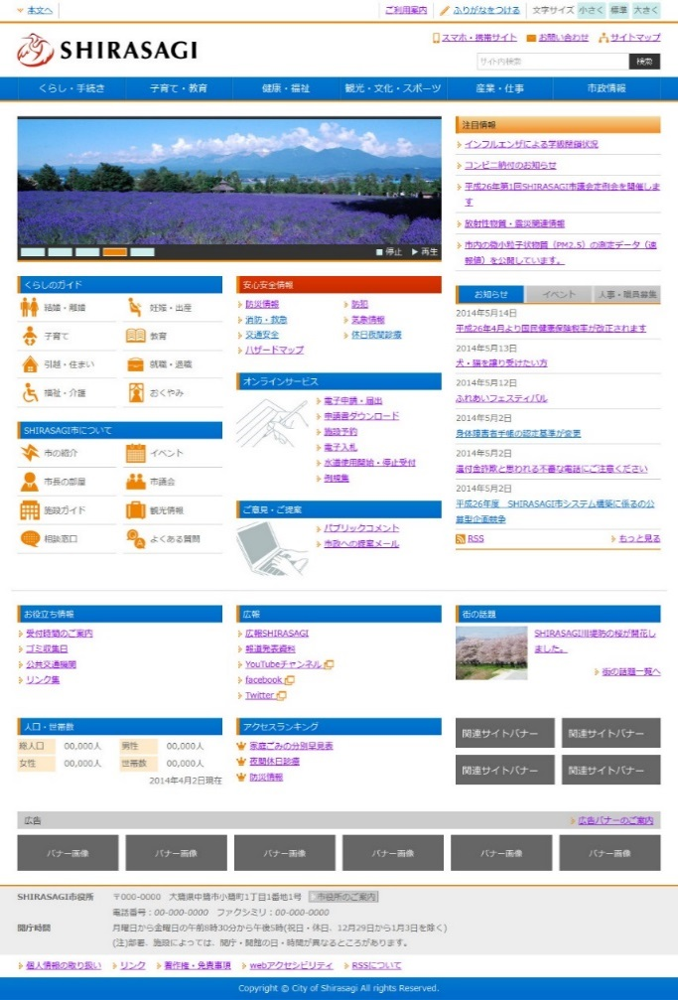 本文へ
ご利用案内 ふりがなをつける 文字サイズ 小さく 標準 大きく
SHIRASAGI
スマホ・携帯サイト お問い合わせ サイトマップ
サイト内検索 検索
くらし・手続き 子育て・教育 健康・福祉 観光・文化・スポーツ 産業・仕事 市政情報
停止 再生
注目情報
インフルエンザによる学級閉鎖状況
コンビニ納付のお知らせ
平成26年第1回SHIRASAGI市議会定例会を開催しま
す
放射性物質・震災関連情報
市内の微小粒子状物質（PM2.5）の測定データ（速
報値）を公開しています。
くらしのガイド
結婚・離婚 妊娠・出産
子育て 教育
引越・住まい 就職・退職
福祉・介護 おくやみ
SHIRASAGI市について
市の紹介 イベント
市長の部屋 市議会
施設ガイド 観光情報
相談窓口 よくある質問
安心安全情報
防災情報 防犯
消防・救急 気象情報
交通安全 休日夜間診療
ハザードマップ
オンラインサービス
電子申請・届出
申請書ダウンロード
施設予約
電子入札
水道使用開始・停止受付
例規集
ご意見・ご提案
パブリックコメント
市政への提案メール
お知らせ イベント 人事・職員募集
2014年5月14日
平成26年4月より国民健康保険税率が改正されます
2014年5月13日
犬・猫を譲り受けたい方
2014年5月12日
ふれあいフェスティバル
2014年5月2日
身体障害者手帳の認定基準が変更
2014年5月2日
還付金詐欺と思われる不審な電話にご注意ください
2014年5月2日
平成26年度 SHIRASAGI市システム構築に係るの公
募型企画競争
RSS もっと見る
お役立ち情報
受付時間のご案内
ゴミ収集日
公共交通機関
リンク集
広報
広報SHIRASAGI
報道発表資料
YouTubeチャンネル
facebook
Twitter
街の話題
SHIRASAGI川堤防の桜が開花し
ました。
街の話題一覧へ
人口・世帯数
総人口 00,000人 男性 00,000人
女性 00,000人 世帯数 00,000人
2014年4月2日現在
アクセスランキング
家庭ごみの分別早見表
夜間休日診療
防災情報
関連サイトバナー 関連サイトバナー
関連サイトバナー 関連サイトバナー
広告 広告バナーのご案内
バナー画像 バナー画像 バナー画像 バナー画像 バナー画像 バナー画像
SHIRASAGI市役所 〒000-0000 大鷺県中鷺市小鷺町1丁目1番地1号 市役所のご案内
電話番号：00-000-0000 ファクシミリ：00-000-0000
開庁時間 月曜日から金曜日の午前8時30分から午後5時(祝日・休日、12月29日から1月3日を除く)
(注)部署、施設によっては、開庁・開館の日・時間が異なるところがあります。
個人情報の取り扱い リンク 著作権・免責事項 webアクセシビリティ RSSについて
Copyright © City of Shirasagi All rights Reserved.